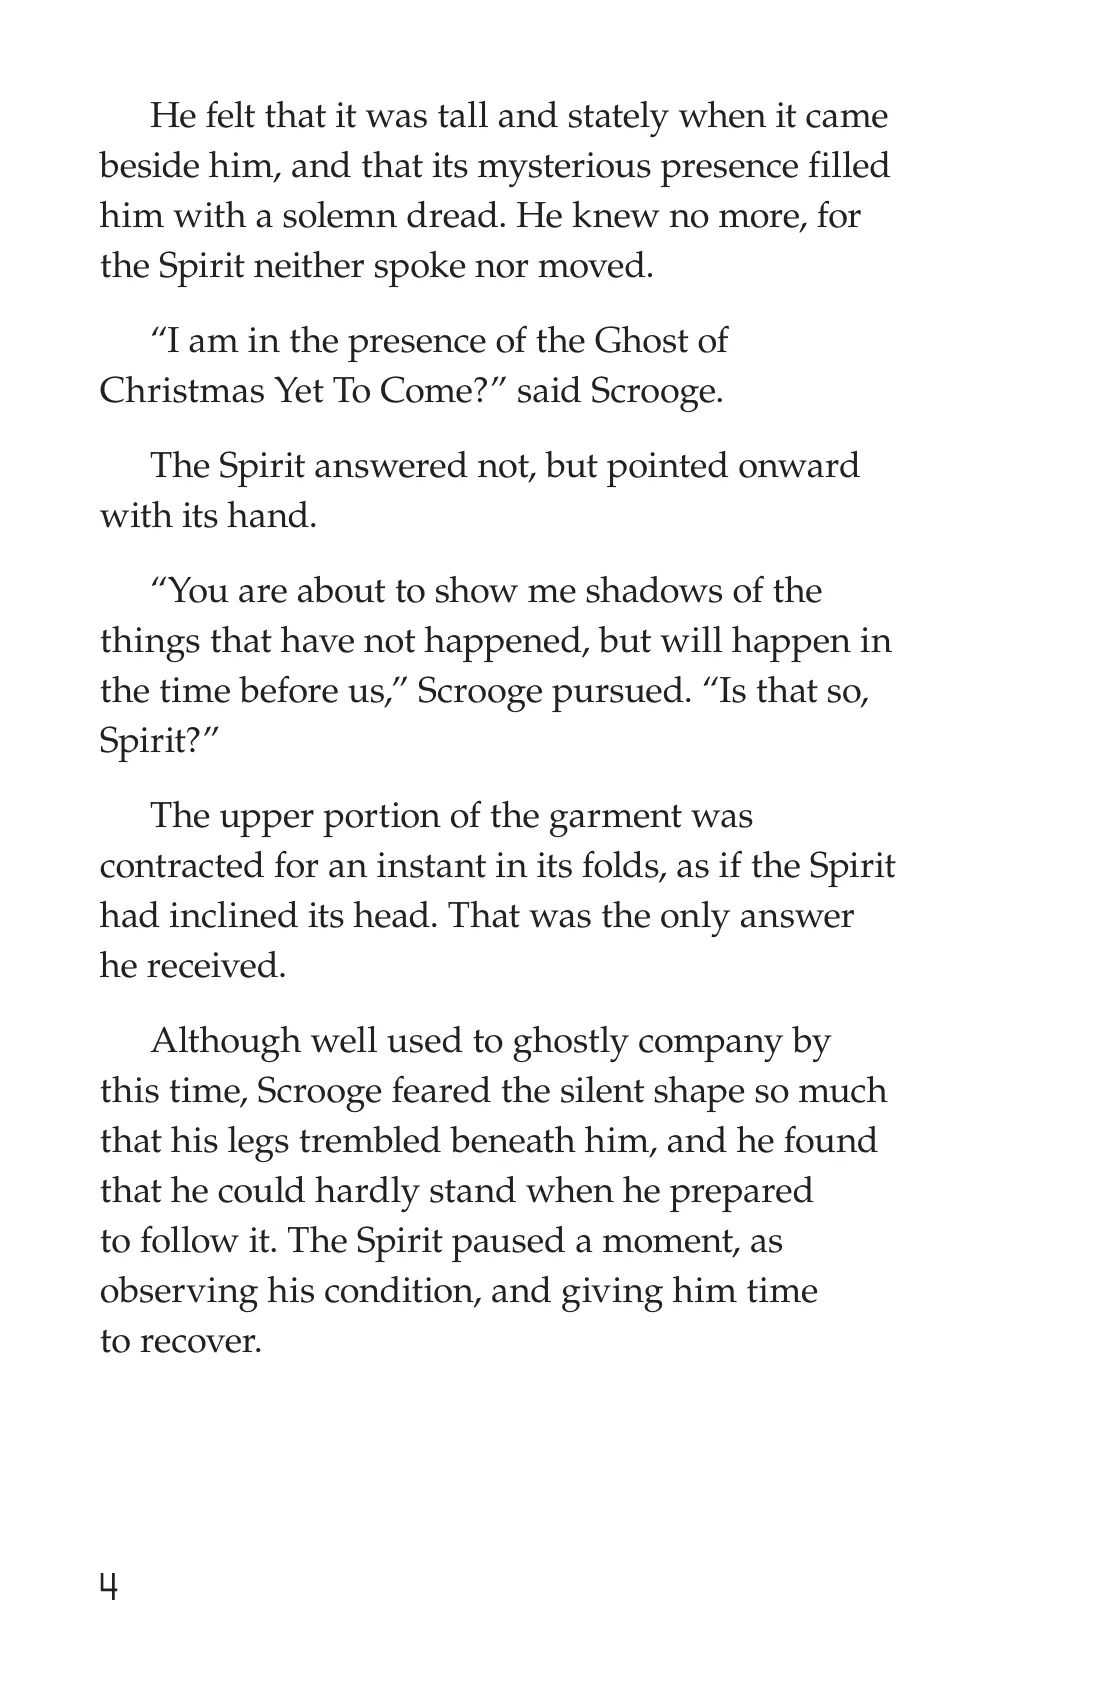 He felt that it was tall and stately when it came
beside him, and that its mysterious presence filled
him with a solemn dread. He knew no more, for
the Spirit neither spoke nor moved.
“I am in the presence of the Ghost of
Christmas Yet To Come?” said Scrooge.
The Spirit answered not, but pointed onward
with its hand.
“You are about to show me shadows of the
things that have not happened, but will happen in
the time before us,” Scrooge pursued. “Is that so,
Spirit?”
The upper portion of the garment was
contracted for an instant in its folds, as if the Spirit
had inclined its head. That was the only answer
he received.
Although well used to ghostly company by
this time, Scrooge feared the silent shape so much
that his legs trembled beneath him, and he found
that he could hardly stand when he prepared
to follow it. The Spirit paused a moment, as
observing his condition, and giving him time
to recover.
4